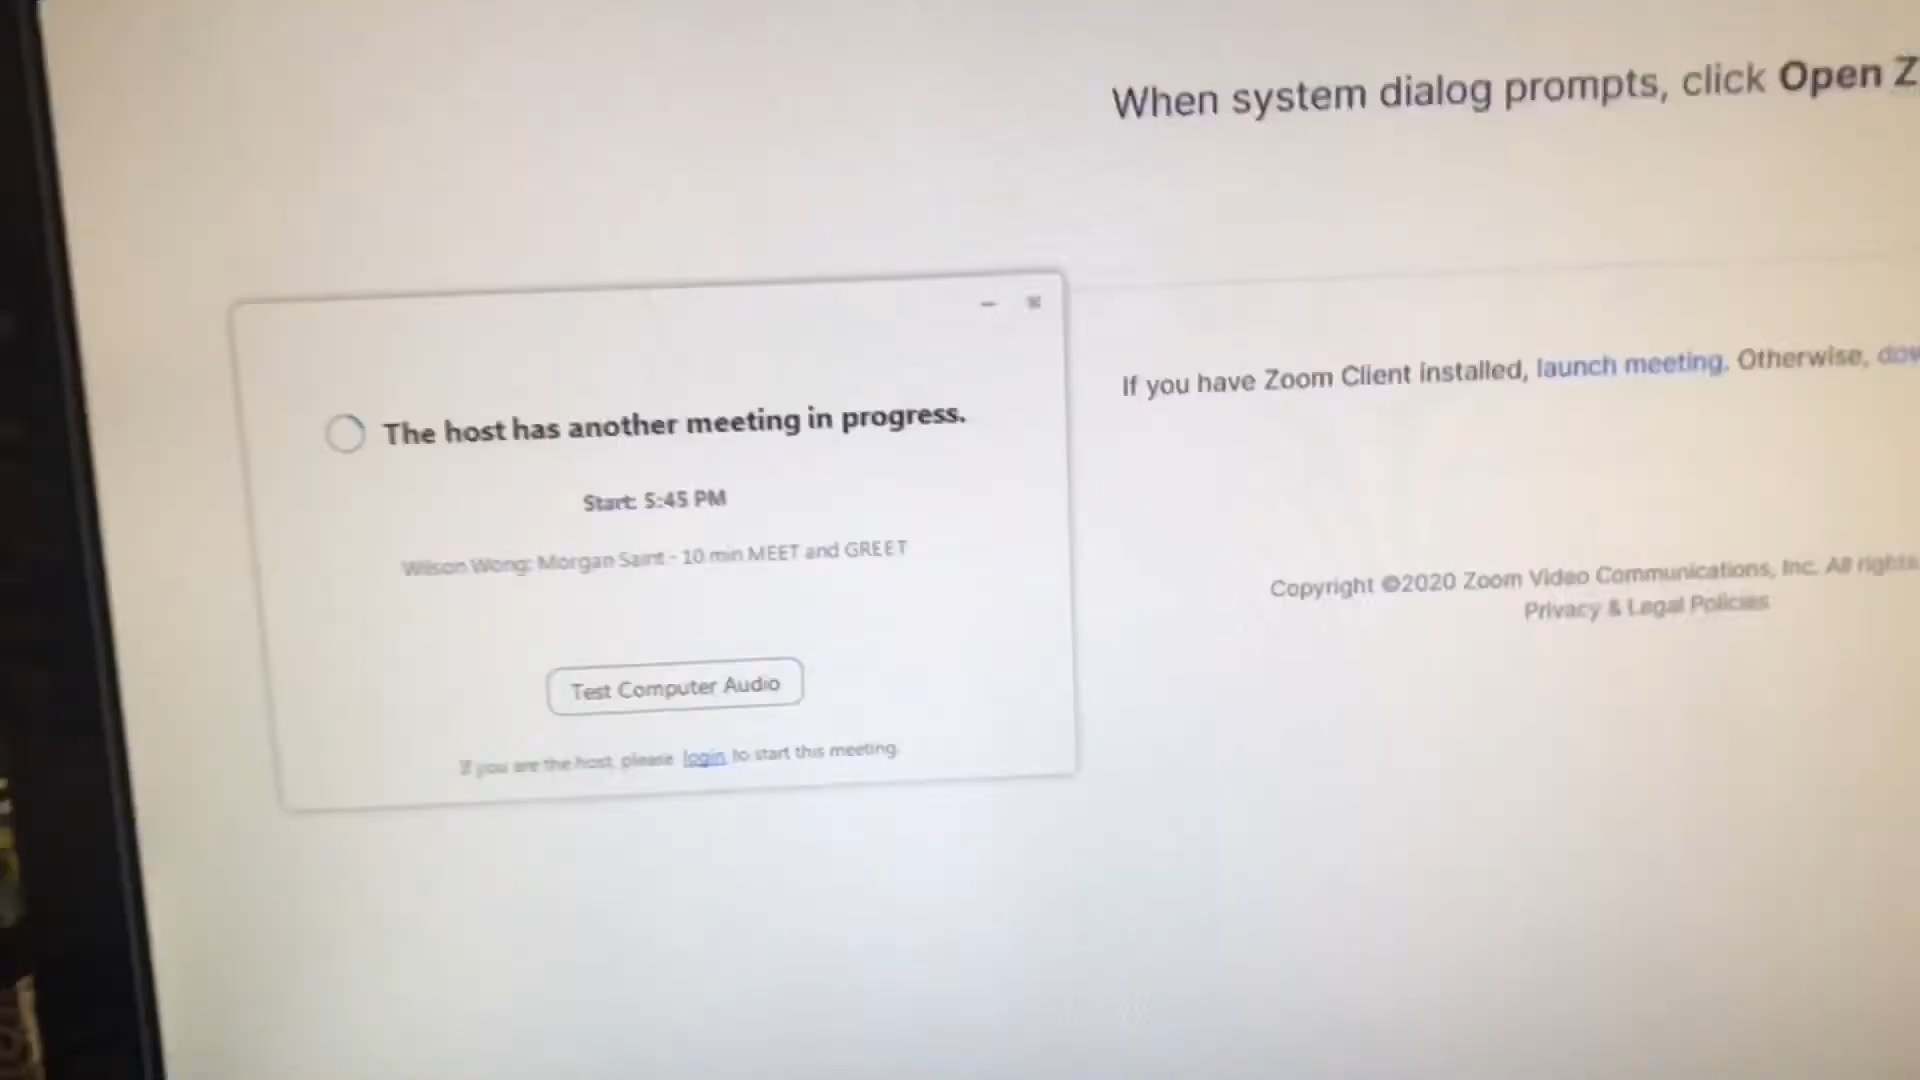 When system dialog prompts, click Open Z
The host has another meeting in progress.
Start: 5:45 PM
Wilson Wong: Morgan Saint - 10 min MEET and GREET
Test Computer Audio
If you are the host, please login to start this meeting.
If you have Zoom Client installed, launch meeting. Otherwise, dow
Copyright ©2020 Zoom Video Communications, Inc. All rights
Privacy & Legal Policies